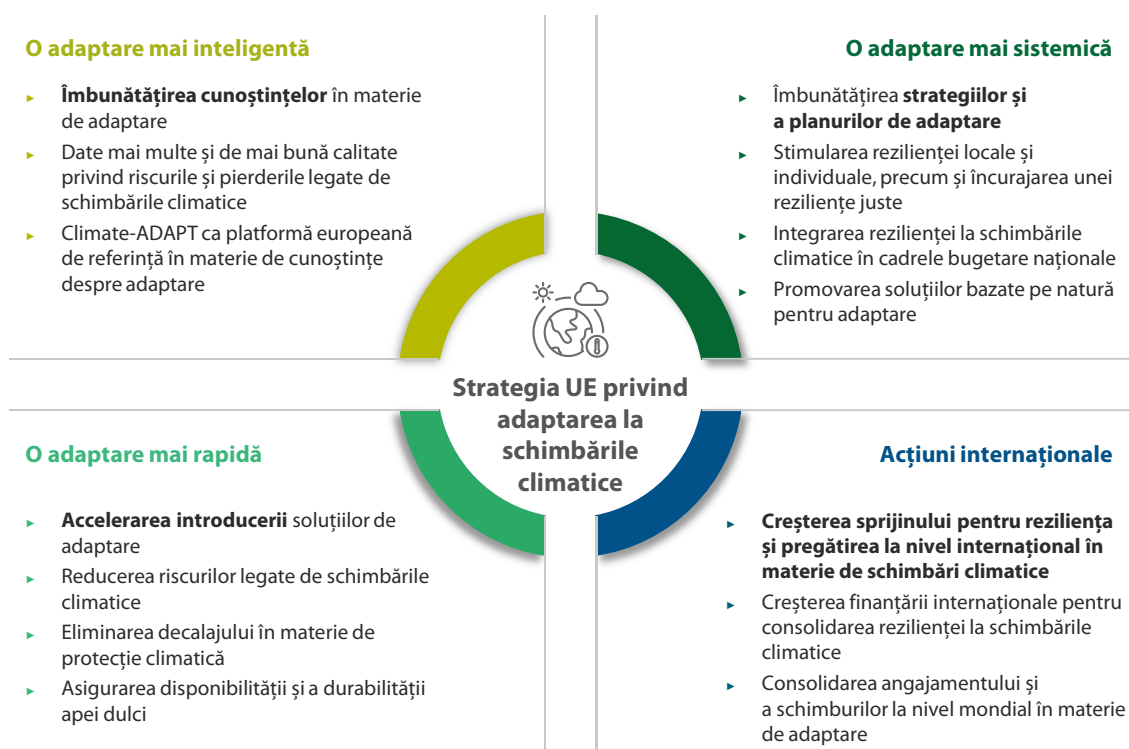 O adaptare mai inteligentă
► Îmbunătățirea cunoștințelor în materie
de adaptare
► Date mai multe și de mai bună calitate
privind riscurile și pierderile legate de
schimbările climatice
► Climate-ADAPT ca platformă europeană
de referință în materie de cunoștințe
despre adaptare
O adaptare mai sistemică
► Îmbunătățirea strategiilor și
a planurilor de adaptare
► Stimularea rezilienței locale și
individuale, precum și încurajarea unei
reziliențe juste
► Integrarea rezilienței la schimbările
climatice în cadrele bugetare naționale
► Promovarea soluțiilor bazate pe natură
pentru adaptare
Strategia UE privind
adaptarea la
schimbările
climatice
O adaptare mai rapidă
► Accelerarea introducerii soluțiilor de
adaptare
► Reducerea riscurilor legate de schimbările
climatice
► Eliminarea decalajului în materie de
protecție climatică
► Asigurarea disponibilității și a durabilității
apei dulci
Acțiuni internaționale
► Creșterea sprijinului pentru reziliența
și pregătirea la nivel internațional în
materie de schimbări climatice
► Creșterea finanțării internaționale pentru
consolidarea rezilienței la schimbările
climatice
► Consolidarea angajamentului și
a schimburilor la nivel mondial în materie
de adaptare